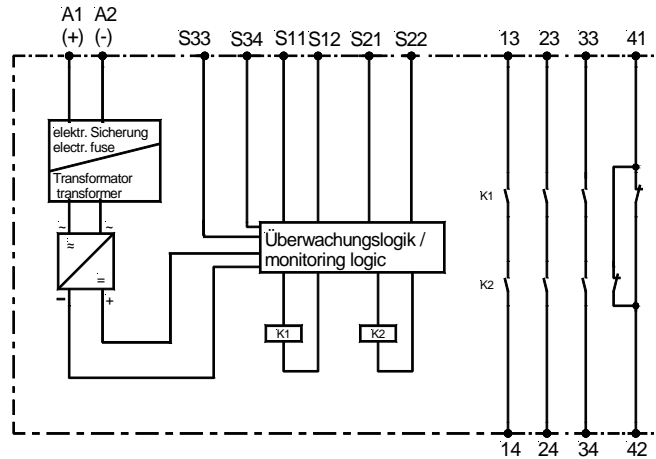 A1 A2
(+) (-) S33 S34 S11 S12 S21 S22 13 23 33 41
elektr. Sicherung
electr. fuse
Transformator
transformer
~ ~
≈
=
− +
Überwachungslogik /
monitoring logic
K1
K2
K1 K2
14 24 34 42